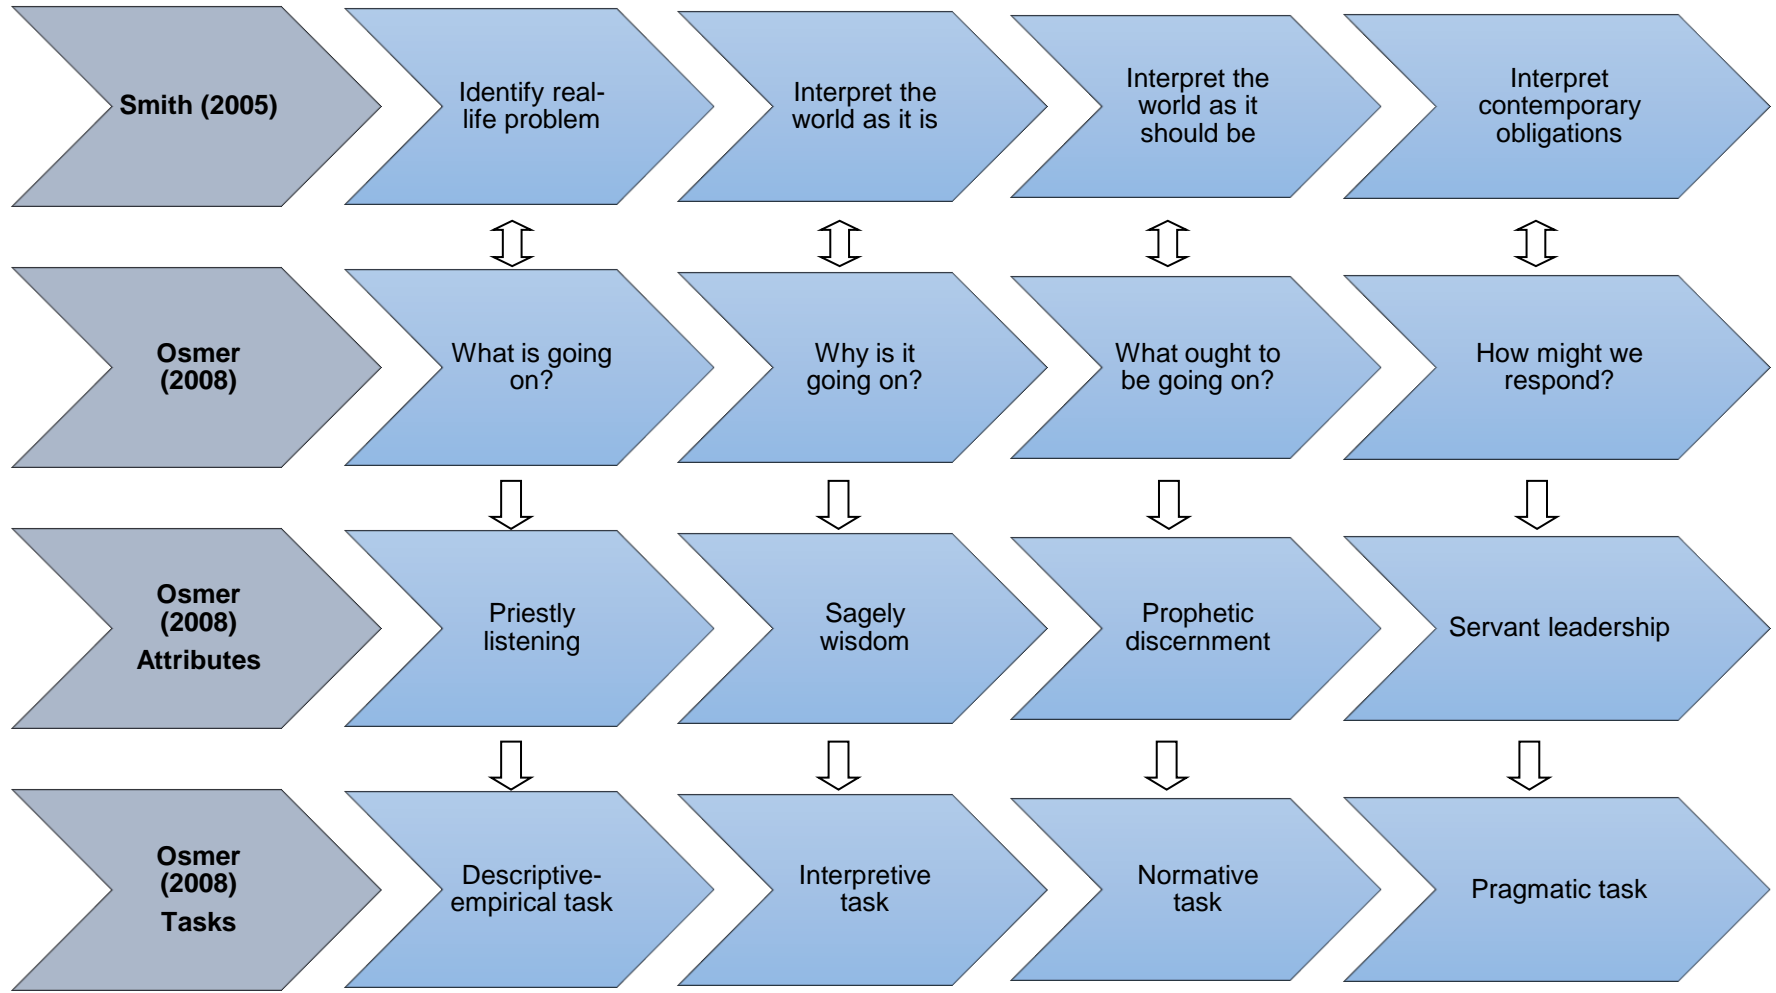 Smith (2005)
Identify real-
life problem
Interpret the
world as it is
Interpret the
world as it
should be
Interpret
contemporary
obligations
Osmer
(2008)
What is going
on?
Why is it
going on?
What ought to
be going on?
How might we
respond?
Osmer
(2008)
Attributes
Priestly
listening
Sagely
wisdom
Prophetic
discernment
Servant leadership
Osmer
(2008)
Tasks
Descriptive-
empirical task
Interpretive
task
Normative
task
Pragmatic task